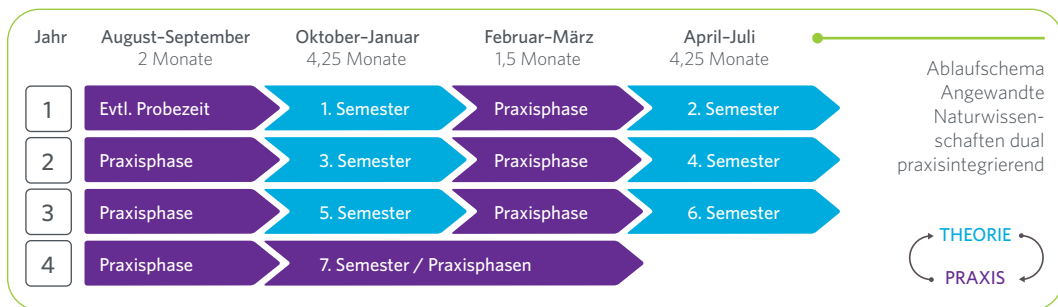 Jahr
August–September
2 Monate
Oktober–Januar
4,25 Monate
Februar–März
1,5 Monate
April–Juli
4,25 Monate
1
Evtl. Probezeit
1. Semester
Praxisphase
2. Semester
2
Praxisphase
3. Semester
Praxisphase
4. Semester
3
Praxisphase
5. Semester
Praxisphase
6. Semester
4
Praxisphase
7. Semester / Praxisphasen
Ablaufschema
Angewandte
Naturwissen-
schaften dual
praxisintegrierend
THEORIE
PRAXIS